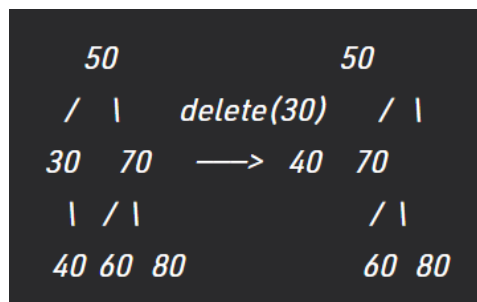 50 50
/ \ delete(30) / \
30 70 ——> 40 70
\ / \ / \
40 60 80 60 80